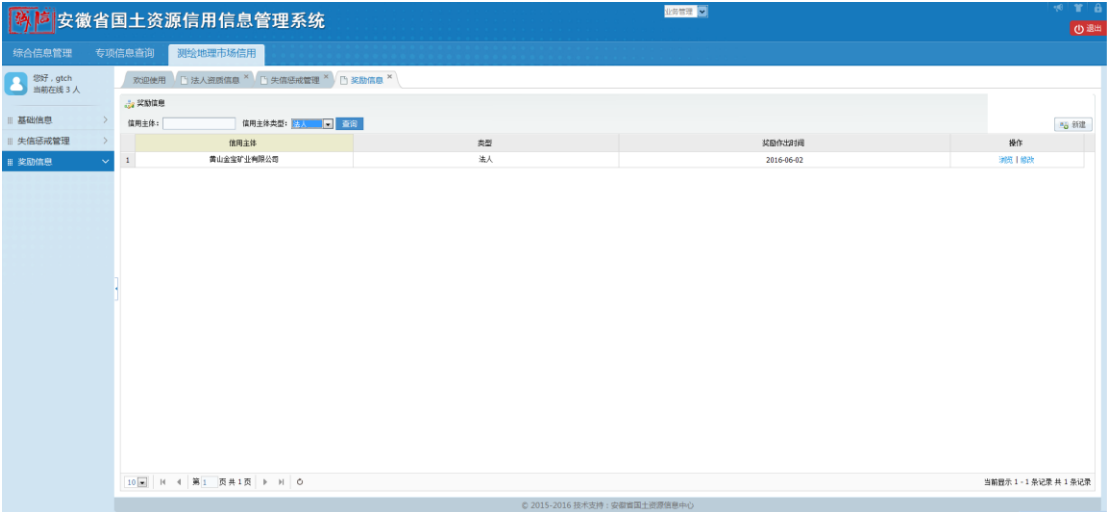 诚信 安徽省国土资源信用信息管理系统
业务管理
退出
综合信息管理 专项信息查询 测绘地理市场信用
您好，gtch
当前在线 3 人
欢迎使用 法人资质信息 × 失信惩戒管理 × 奖励信息 ×
基础信息
失信惩戒管理
奖励信息
奖励信息
信用主体： 信用主体类型： 法人 查询
新建
信用主体 类型 奖励作出时间 操作
1 黄山金宝矿业有限公司 法人 2016-06-02 浏览 | 修改
10 第 1 页 共 1 页
当前显示 1 - 1 条记录 共 1 条记录
© 2015-2016 技术支持：安徽省国土资源信息中心